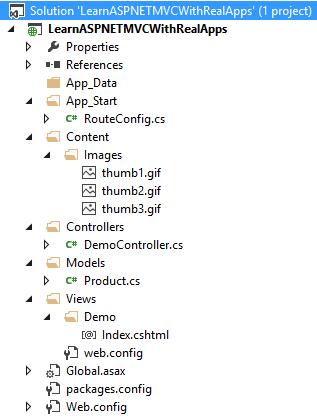 Solution 'LearnASPNETMVCWithRealApps' (1 project)
LearnASPNETMVCWithRealApps
Properties
References
App_Data
App_Start
C# RouteConfig.cs
Content
Images
thumb1.gif
thumb2.gif
thumb3.gif
Controllers
C# DemoController.cs
Models
C# Product.cs
Views
Demo
[@] Index.cshtml
web.config
Global.asax
packages.config
Web.config